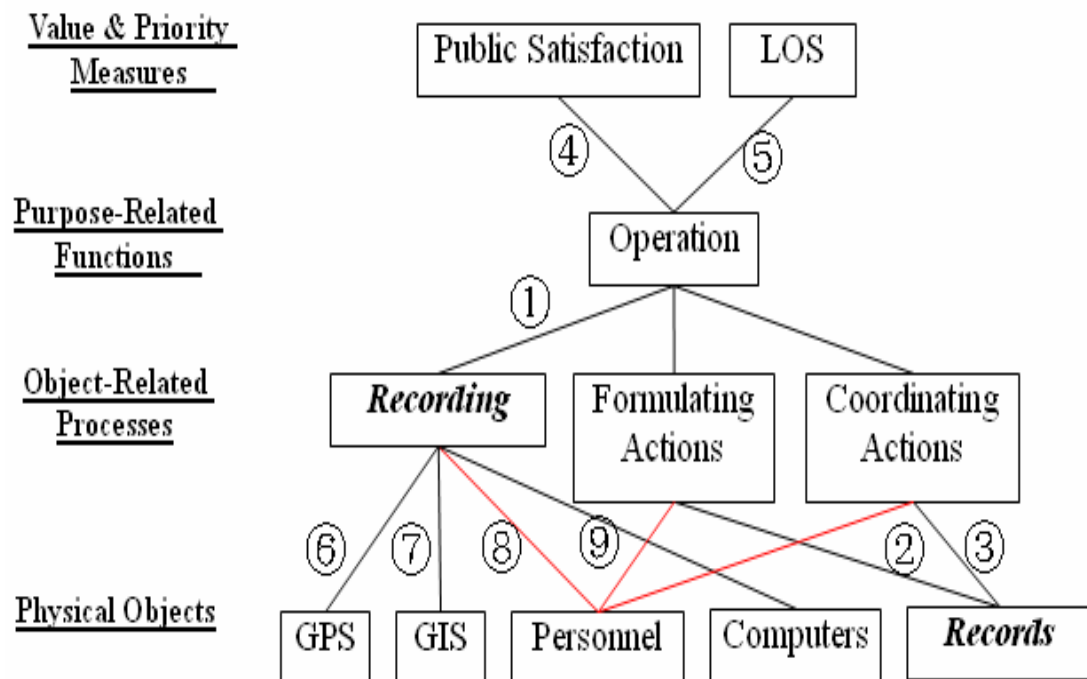 Value & Priority
Measures
Public Satisfaction
LOS
④
⑤
Purpose-Related
Functions
Operation
①
Object-Related
Processes
Recording
Formulating
Actions
Coordinating
Actions
⑥
⑦
⑧
⑨
②
③
Physical Objects
GPS
GIS
Personnel
Computers
Records